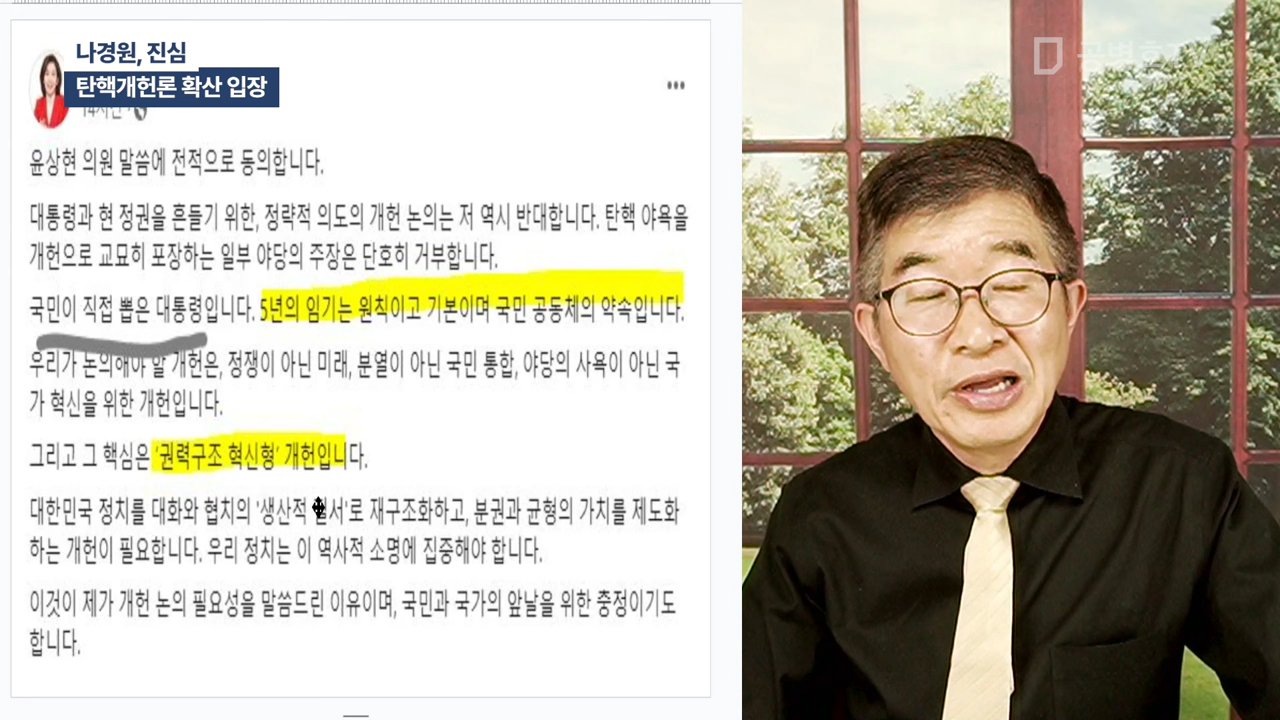 나경원, 진심
탄핵개헌론 확산 입장
14시간
윤상현 의원 말씀에 전적으로 동의합니다.
대통령과 현 정권을 흔들기 위한, 정략적 의도의 개헌 논의는 저 역시 반대합니다. 탄핵 야욕을
개헌으로 교묘히 포장하는 일부 야당의 주장은 단호히 거부합니다.
국민이 직접 뽑은 대통령입니다. 5년의 임기는 원칙이고 기본이며 국민 공동체의 약속입니다.
우리가 논의해야 할 개헌은, 정쟁이 아닌 미래, 분열이 아닌 국민 통합, 야당의 사욕이 아닌 국
가 혁신을 위한 개헌입니다.
그리고 그 핵심은 '권력구조 혁신형' 개헌입니다.
대한민국 정치를 대화와 협치의 '생산적 로 재구조화하고, 분권과 균형의 가치를 제도화
하는 개헌이 필요합니다. 우리 정치는 이 역사적 소명에 집중해야 합니다.
이것이 제가 개헌 논의 필요성을 말씀드린 이유이며, 국민과 국가의 앞날을 위한 충정이기도
합니다.